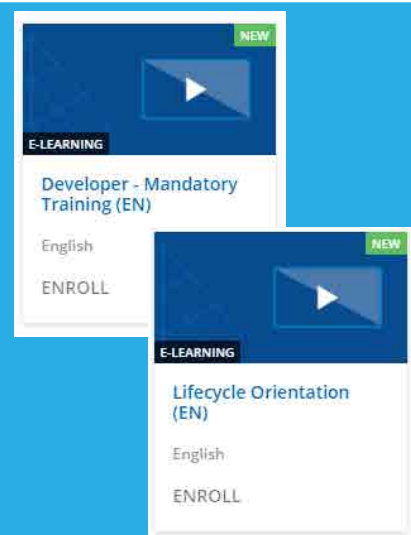 NEW
E-LEARNING
Developer - Mandatory
Training (EN)
English
ENROLL
NEW
E-LEARNING
Lifecycle Orientation
(EN)
English
ENROLL